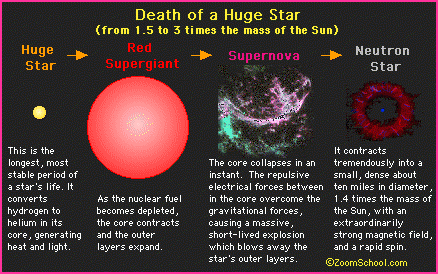 Death of a Huge Star
(from 1.5 to 3 times the mass of the Sun)
Huge
Star
Red
Supergiant
Supernova
Neutron
Star
This is the
longest, most
stable period of
a star's life. It
converts
hydrogen to
helium in its
core, generating
heat and light.
As the nuclear fuel
becomes depleted,
the core contracts
and the outer
layers expand.
The core collapses in an
instant. The repulsive
electrical forces between
in the core overcome the
gravitational forces,
causing a massive,
short-lived explosion
which blows away the
star's outer layers.
It contracts
tremendously into a
small, dense about
ten miles in diameter,
1.4 times the mass of
the Sun, with an
extraordinarily
strong magnetic field,
and a rapid spin.
©ZoomSchool.com